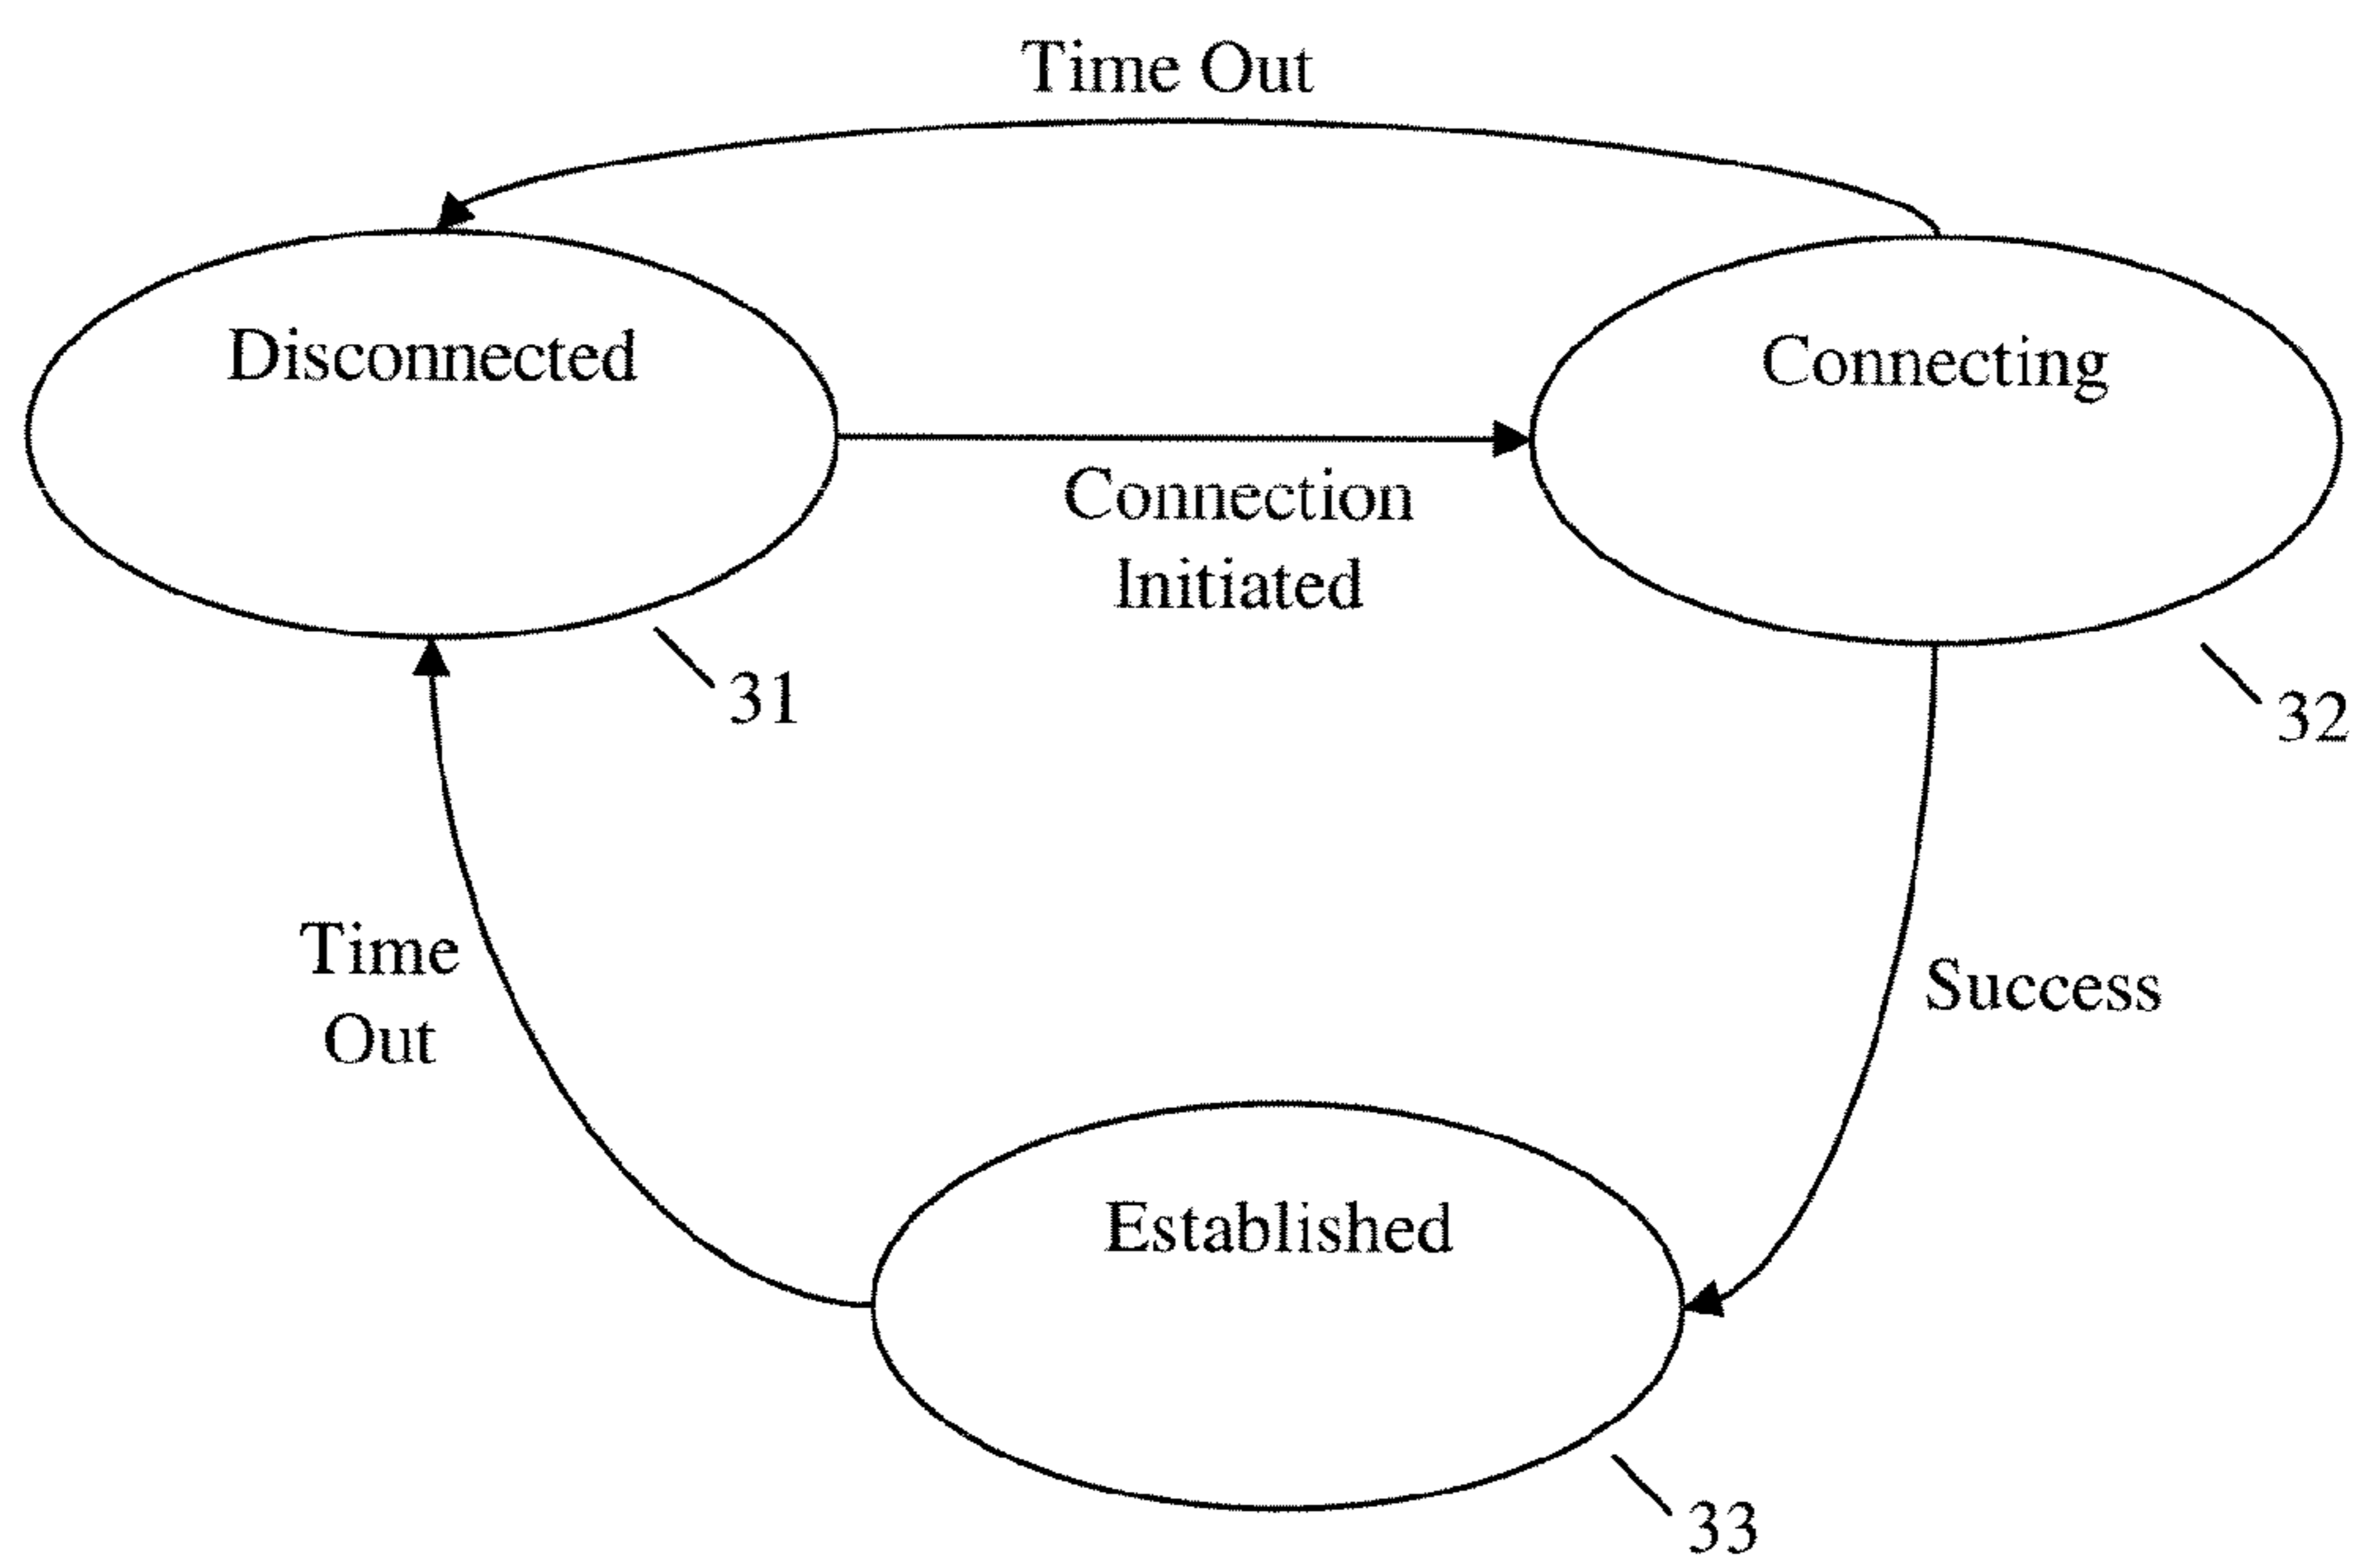 Time Out
Disconnected
Connecting
Connection
Initiated
31
32
Time
Out
Success
Established
33